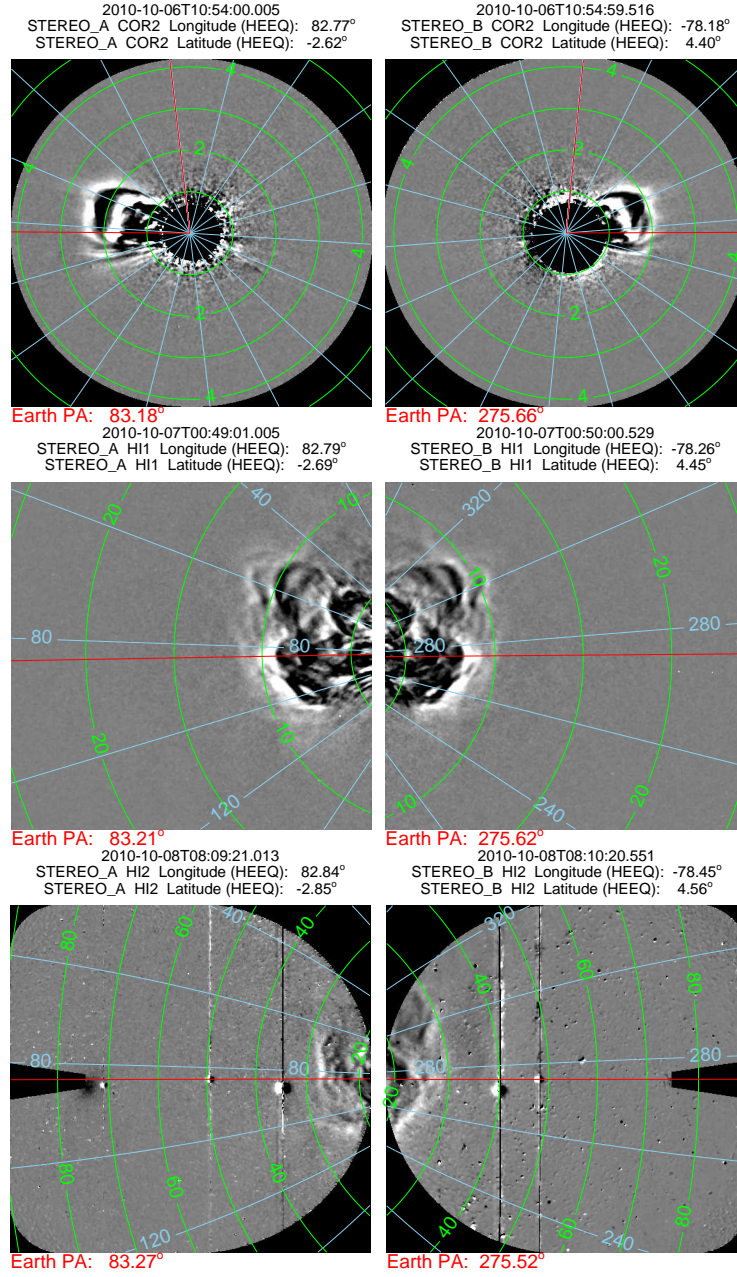 2010-10-06T10:54:00.005
STEREO_A COR2 Longitude (HEEQ): 82.77°
STEREO_A COR2 Latitude (HEEQ): -2.62°
2010-10-06T10:54:59.516
STEREO_B COR2 Longitude (HEEQ): -78.18°
STEREO_B COR2 Latitude (HEEQ): 4.40°
4
2
4
4
2
4
Earth PA: 83.18°
4
2
4
4
2
4
Earth PA: 275.66°
2010-10-07T00:49:01.005
STEREO_A HI1 Longitude (HEEQ): 82.79°
STEREO_A HI1 Latitude (HEEQ): -2.69°
2010-10-07T00:50:00.529
STEREO_B HI1 Longitude (HEEQ): -78.26°
STEREO_B HI1 Latitude (HEEQ): 4.45°
20
40
10
80
80
20
10
120
Earth PA: 83.21°
320
10
20
280
280
10
20
240
Earth PA: 275.62°
2010-10-08T08:09:21.013
STEREO_A HI2 Longitude (HEEQ): 82.84°
STEREO_A HI2 Latitude (HEEQ): -2.85°
2010-10-08T08:10:20.551
STEREO_B HI2 Longitude (HEEQ): -78.45°
STEREO_B HI2 Latitude (HEEQ): 4.56°
80
60
40
40
80
80
20
80
60
40
120
Earth PA: 83.27°
320
40
60
80
280
280
20
40
60
80
240
Earth PA: 275.52°